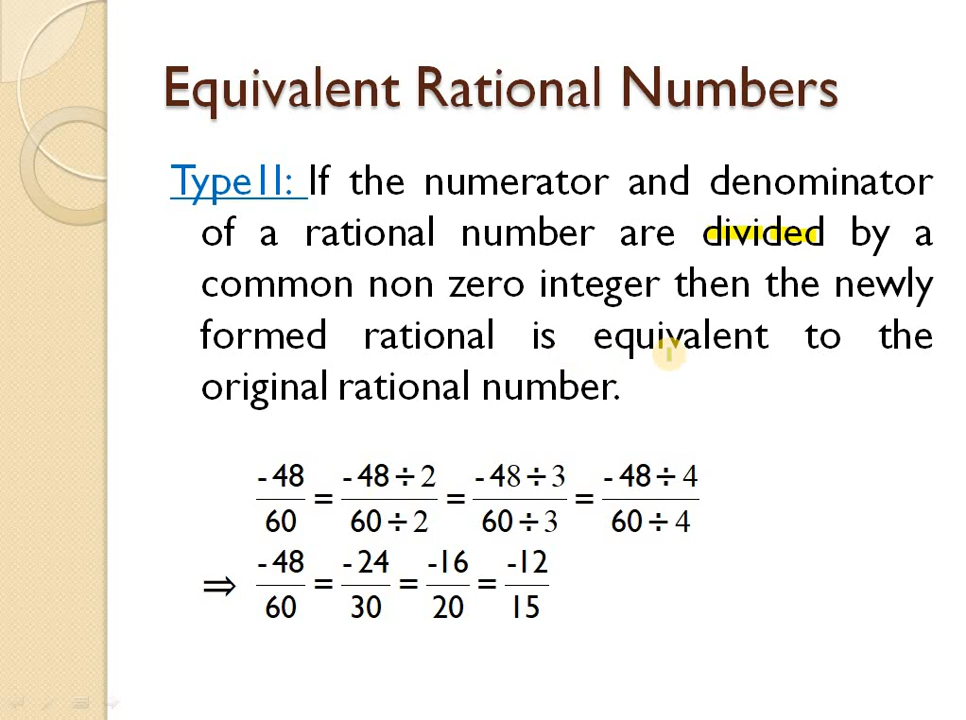 Equivalent Rational Numbers
Type1I: If the numerator and denominator
of a rational number are divided by a
common non zero integer then the newly
formed rational is equivalent to the
original rational number.
-48/60 = -48÷2/60÷2 = -48÷3/60÷3 = -48÷4/60÷4
⇒ -48/60 = -24/30 = -16/20 = -12/15